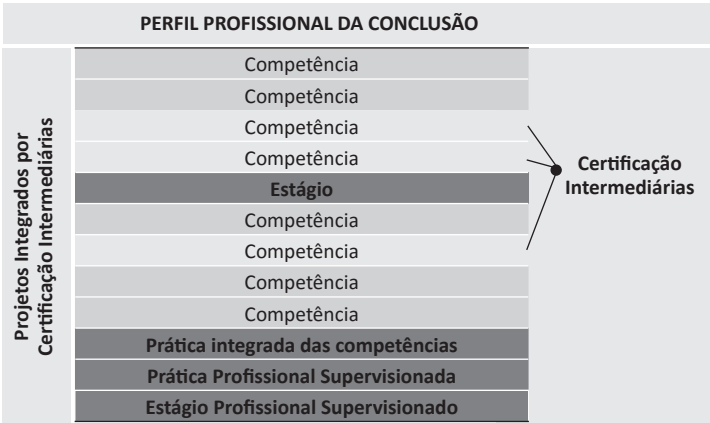 PERFIL PROFISSIONAL DA CONCLUSÃO
Projetos Integrados por
Certificação Intermediárias
Competência
Competência
Competência
Competência
Estágio
Competência
Competência
Competência
Competência
Prática integrada das competências
Prática Profissional Supervisionada
Estágio Profissional Supervisionado
Certificação
Intermediárias